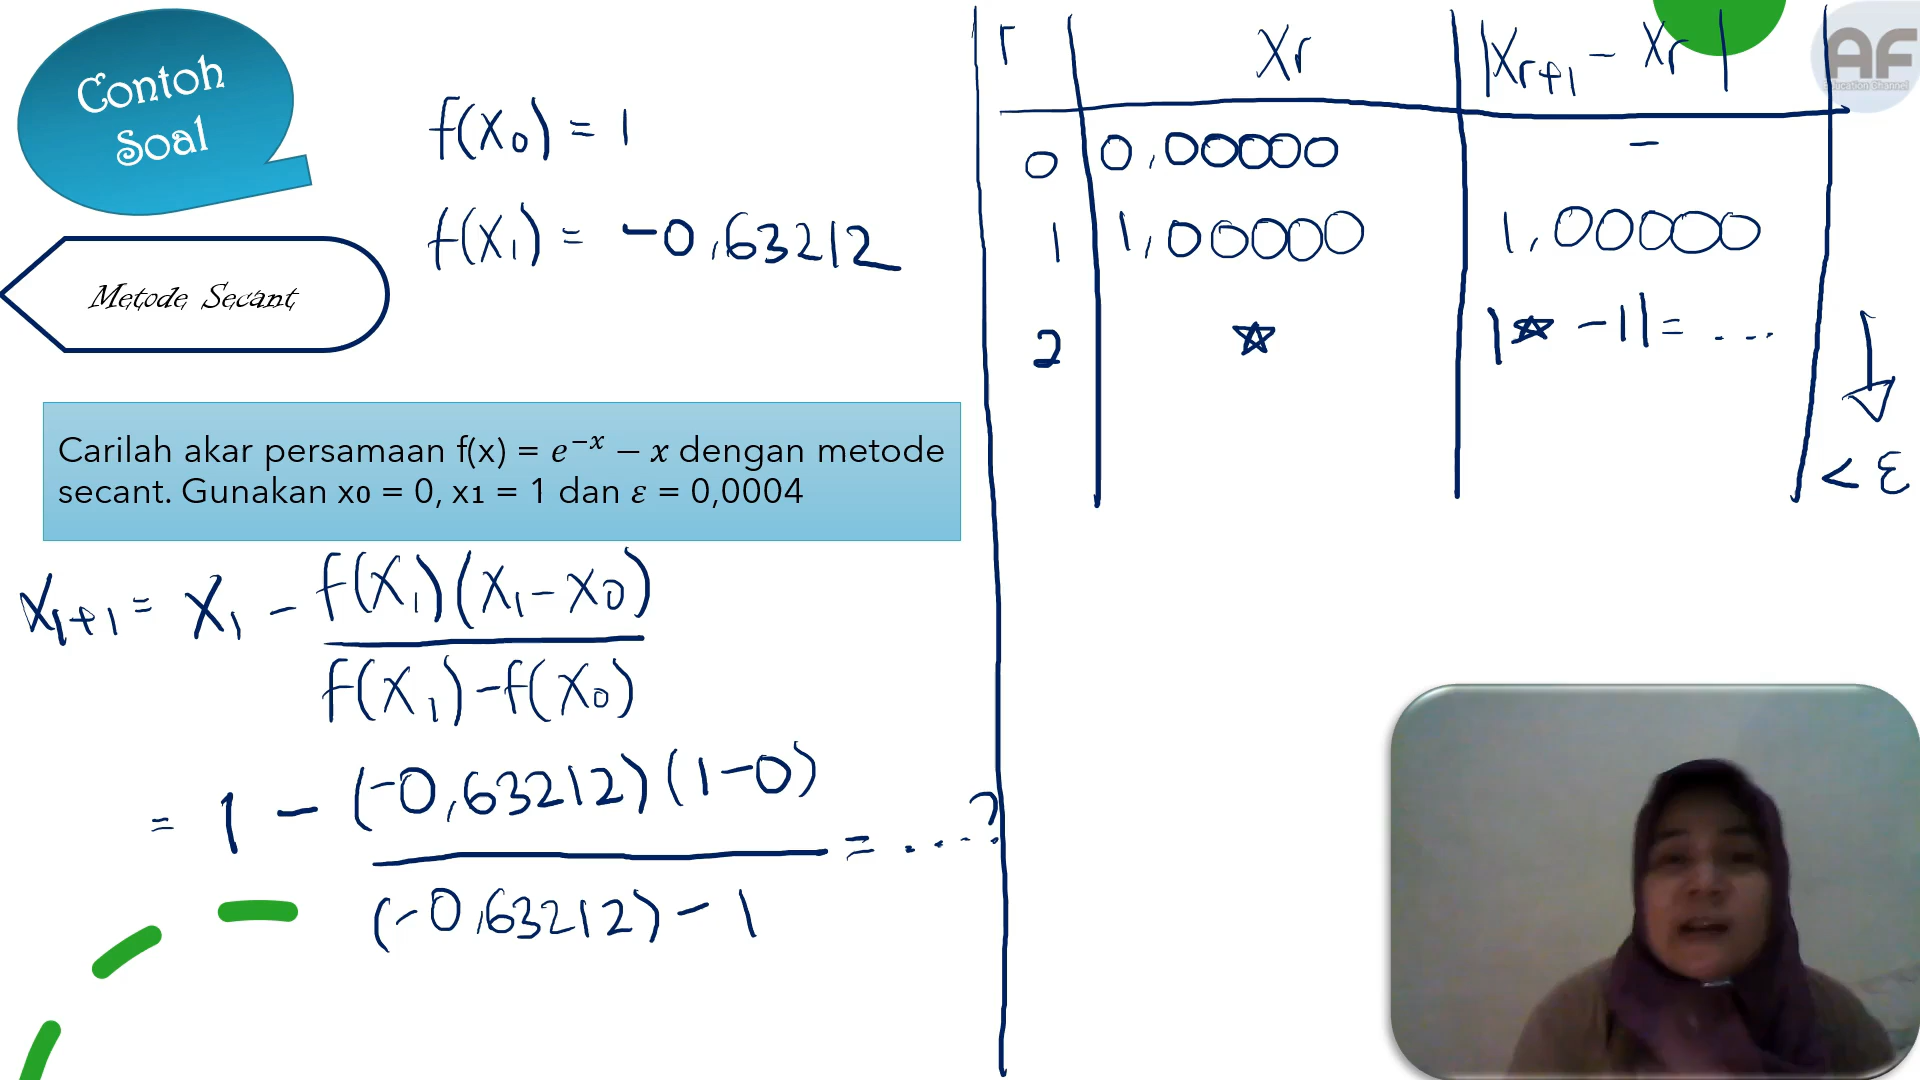 Contoh
Soal
Metode Secant
f(x₀) = 1
f(x₁) = -0,63212
Carilah akar persamaan f(x) = e⁻ˣ − x dengan metode
secant. Gunakan x0 = 0, x1 = 1 dan ε = 0,0004
x₁₊₁ = x₁ - f(x₁)(x₁-x₀)
f(x₁)-f(x₀)
= 1 - (-0,63212)(1-0) = ....?
(-0,63212) - 1
r xr |xr+1 - xr|
0 0,00000 -
1 1,00000 1,00000
2 ☆ |☆ -1| = ...
< ε
AF
Education Channel